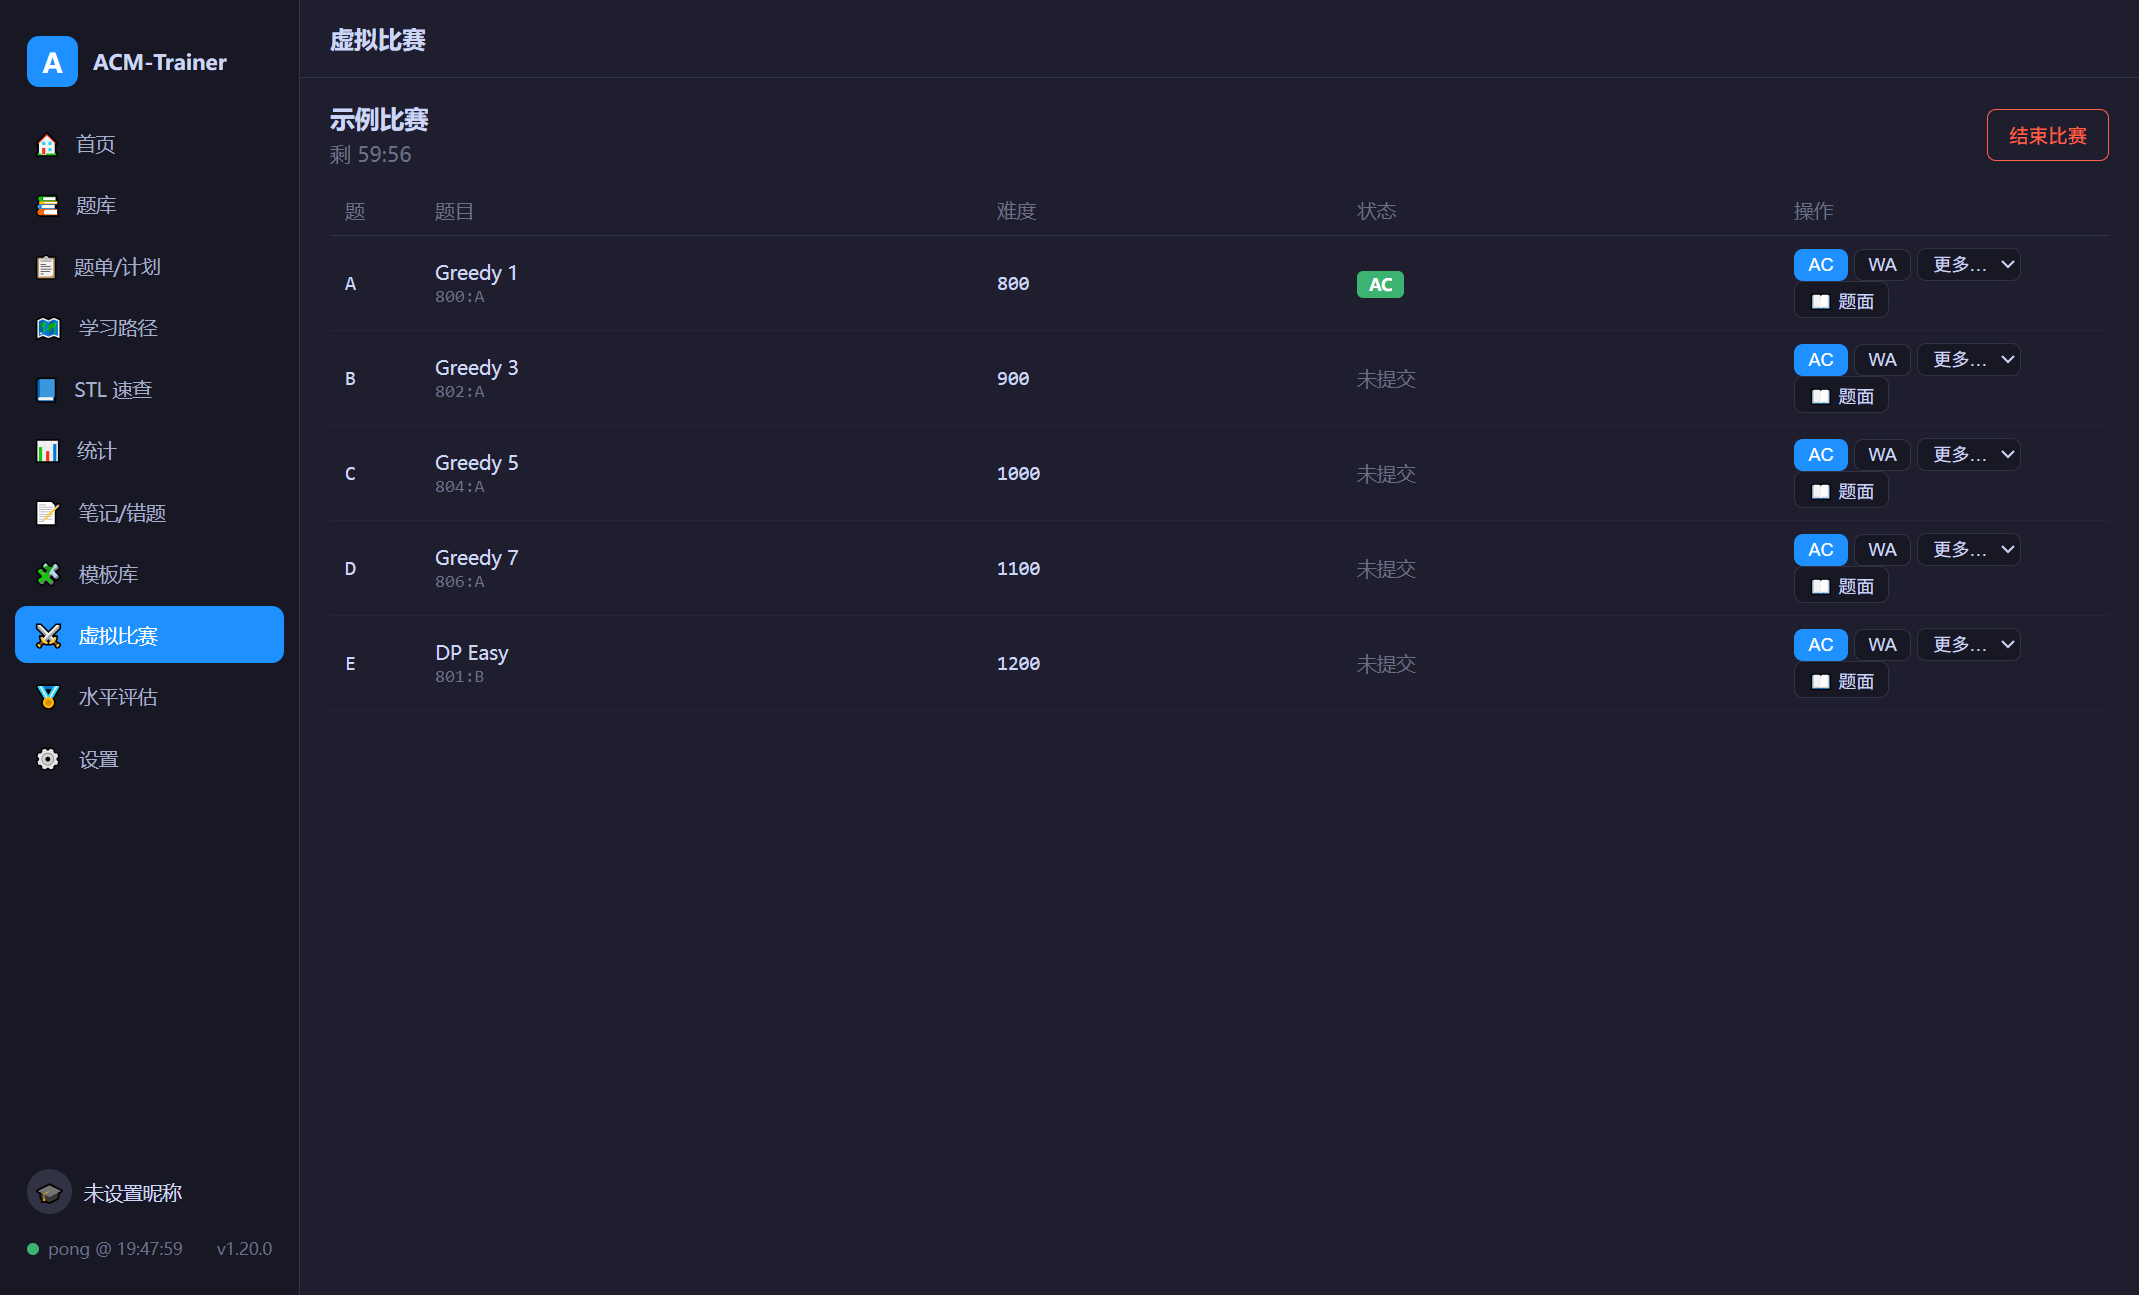 A ACM-Trainer
首页
题库
题单/计划
学习路径
STL 速查
统计
笔记/错题
模板库
虚拟比赛
水平评估
设置
未设置昵称
pong @ 19:47:59 v1.20.0
虚拟比赛
示例比赛
剩 59:56
结束比赛
题 题目 难度 状态 操作
A Greedy 1 800 AC AC WA 更多...
800:A 题面
B Greedy 3 900 未提交 AC WA 更多...
802:A 题面
C Greedy 5 1000 未提交 AC WA 更多...
804:A 题面
D Greedy 7 1100 未提交 AC WA 更多...
806:A 题面
E DP Easy 1200 未提交 AC WA 更多...
801:B 题面